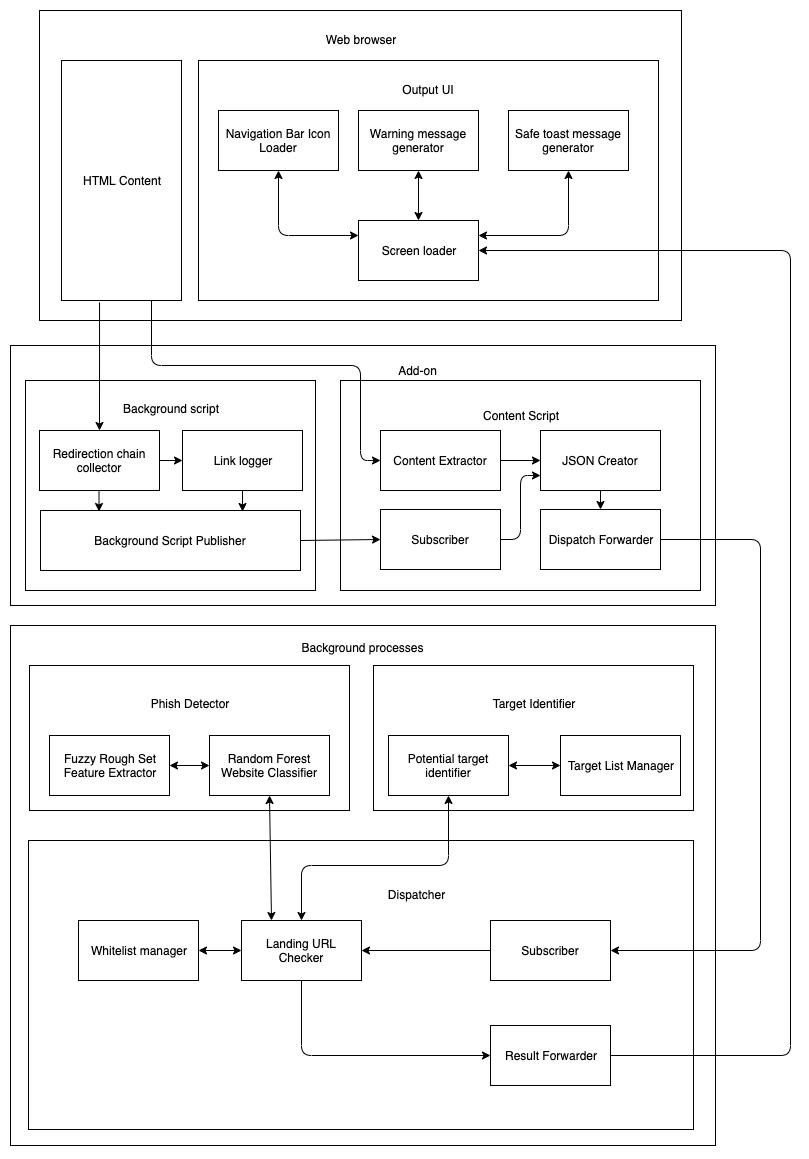 Web browser
HTML Content
Output UI
Navigation Bar Icon
Loader
Warning message
generator
Safe toast message
generator
Screen loader
Add-on
Background script
Redirection chain
collector
Link logger
Background Script Publisher
Content Script
Content Extractor
JSON Creator
Subscriber
Dispatch Forwarder
Background processes
Phish Detector
Fuzzy Rough Set
Feature Extractor
Random Forest
Website Classifier
Target Identifier
Potential target
identifier
Target List Manager
Dispatcher
Whitelist manager
Landing URL
Checker
Subscriber
Result Forwarder